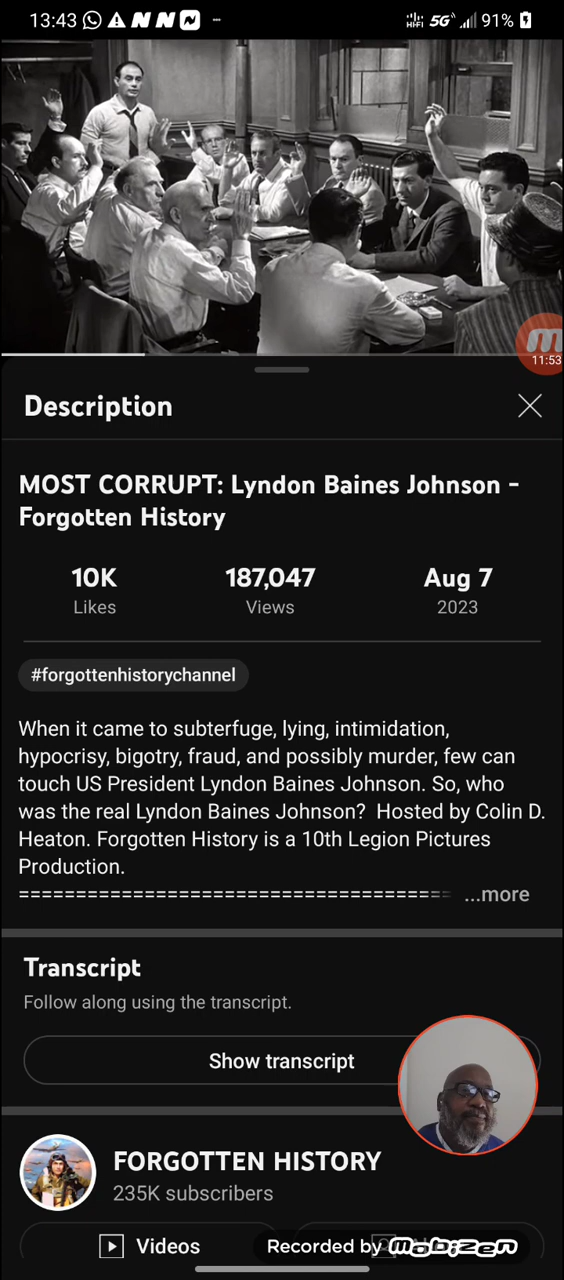 13:43
5G
91%
11:53
Description
MOST CORRUPT: Lyndon Baines Johnson -
Forgotten History
10K
187,047
Aug 7
Likes
Views
2023
#forgottenhistorychannel
When it came to subterfuge, lying, intimidation,
hypocrisy, bigotry, fraud, and possibly murder, few can
touch US President Lyndon Baines Johnson. So, who
was the real Lyndon Baines Johnson?  Hosted by Colin D.
Heaton. Forgotten History is a 10th Legion Pictures
Production.
======================================
...more
Transcript
Follow along using the transcript.
Show transcript
FORGOTTEN HISTORY
235K subscribers
Videos
Recorded by mobizen